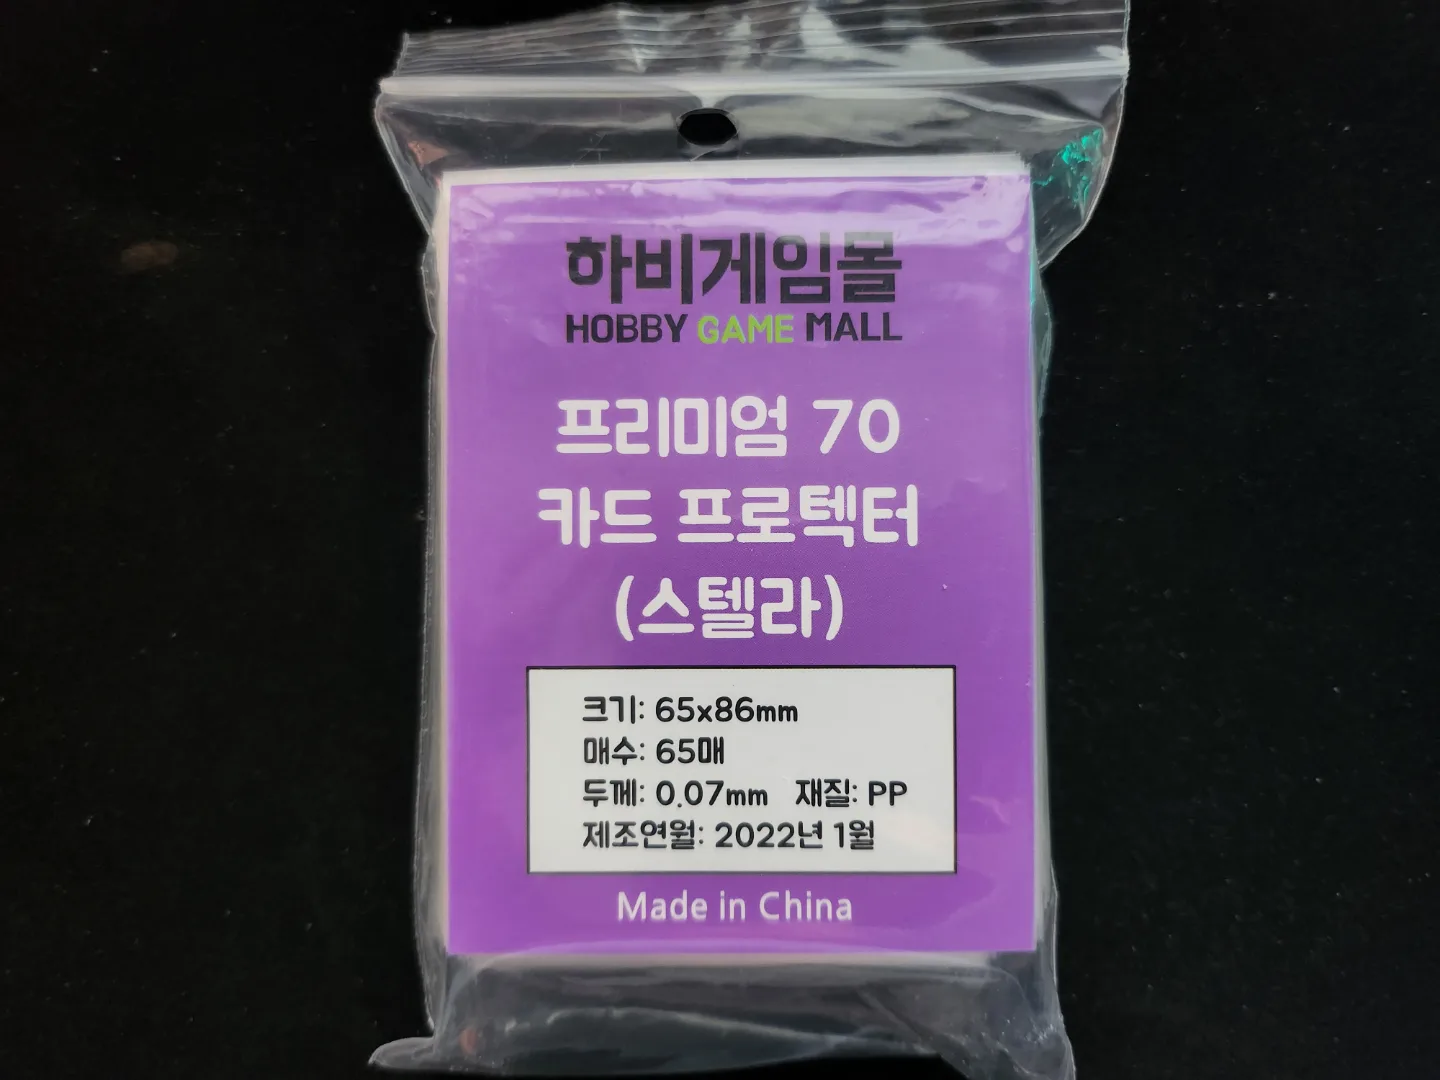 하비게임몰
HOBBY GAME MALL
프리미엄 70
카드 프로텍터
(스텔라)
크기: 65x86mm
매수: 65매
두께: 0.07mm 재질: PP
제조연월: 2022년 1월
Made in China